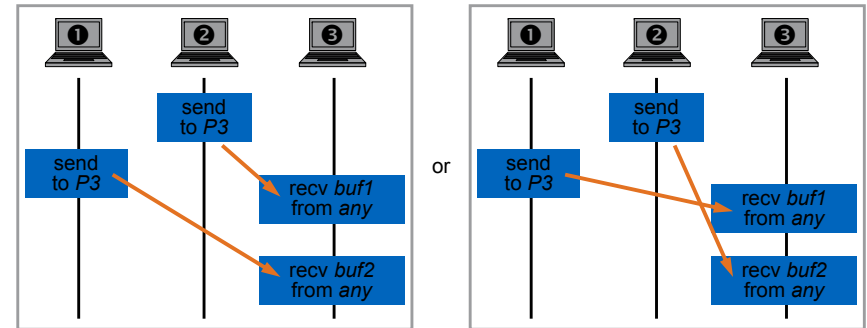 ❶ ❷ ❸
send
to P3
send
to P3
recv buf1
from any
recv buf2
from any
or
❶ ❷ ❸
send
to P3
send
to P3
recv buf1
from any
recv buf2
from any